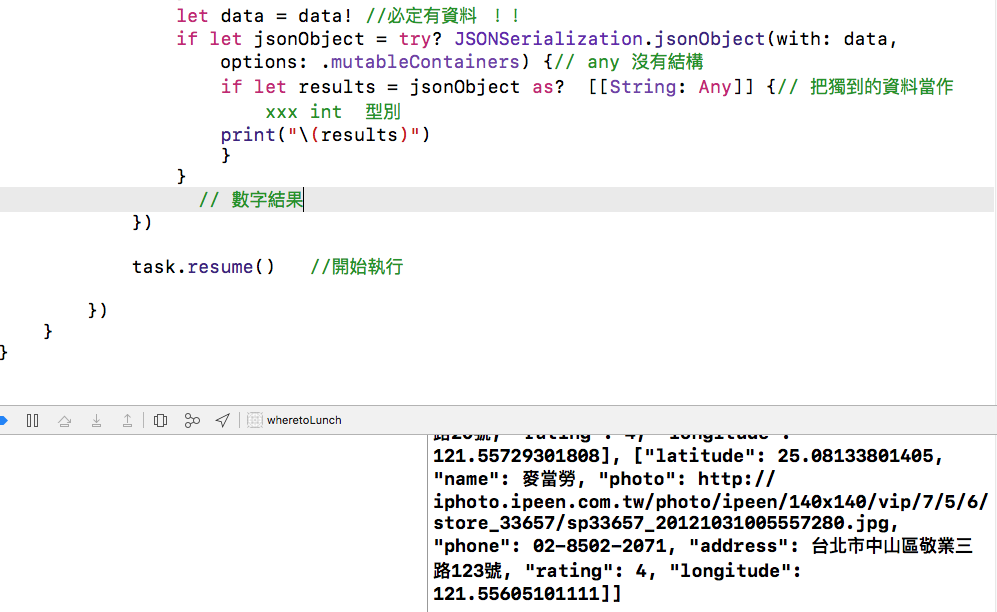 let data = data! //必定有資料 ！！
if let jsonObject = try? JSONSerialization.jsonObject(with: data,
options: .mutableContainers) {// any 沒有結構
if let results = jsonObject as?  [[String: Any]] {// 把獨到的資料當作
xxx int  型別
print("\(results)")
}
}
// 數字結果
})
task.resume()   //開始執行
})
}
}
wheretoLunch
路20號, "rating": 4, "longitude":
121.55729301808], ["latitude": 25.08133801405,
"name": 麥當勞, "photo": http://
iphoto.ipeen.com.tw/photo/ipeen/140x140/vip/7/5/6/
store_33657/sp33657_20121031005557280.jpg,
"phone": 02-8502-2071, "address": 台北市中山區敬業三
路123號, "rating": 4, "longitude":
121.55605101111]]